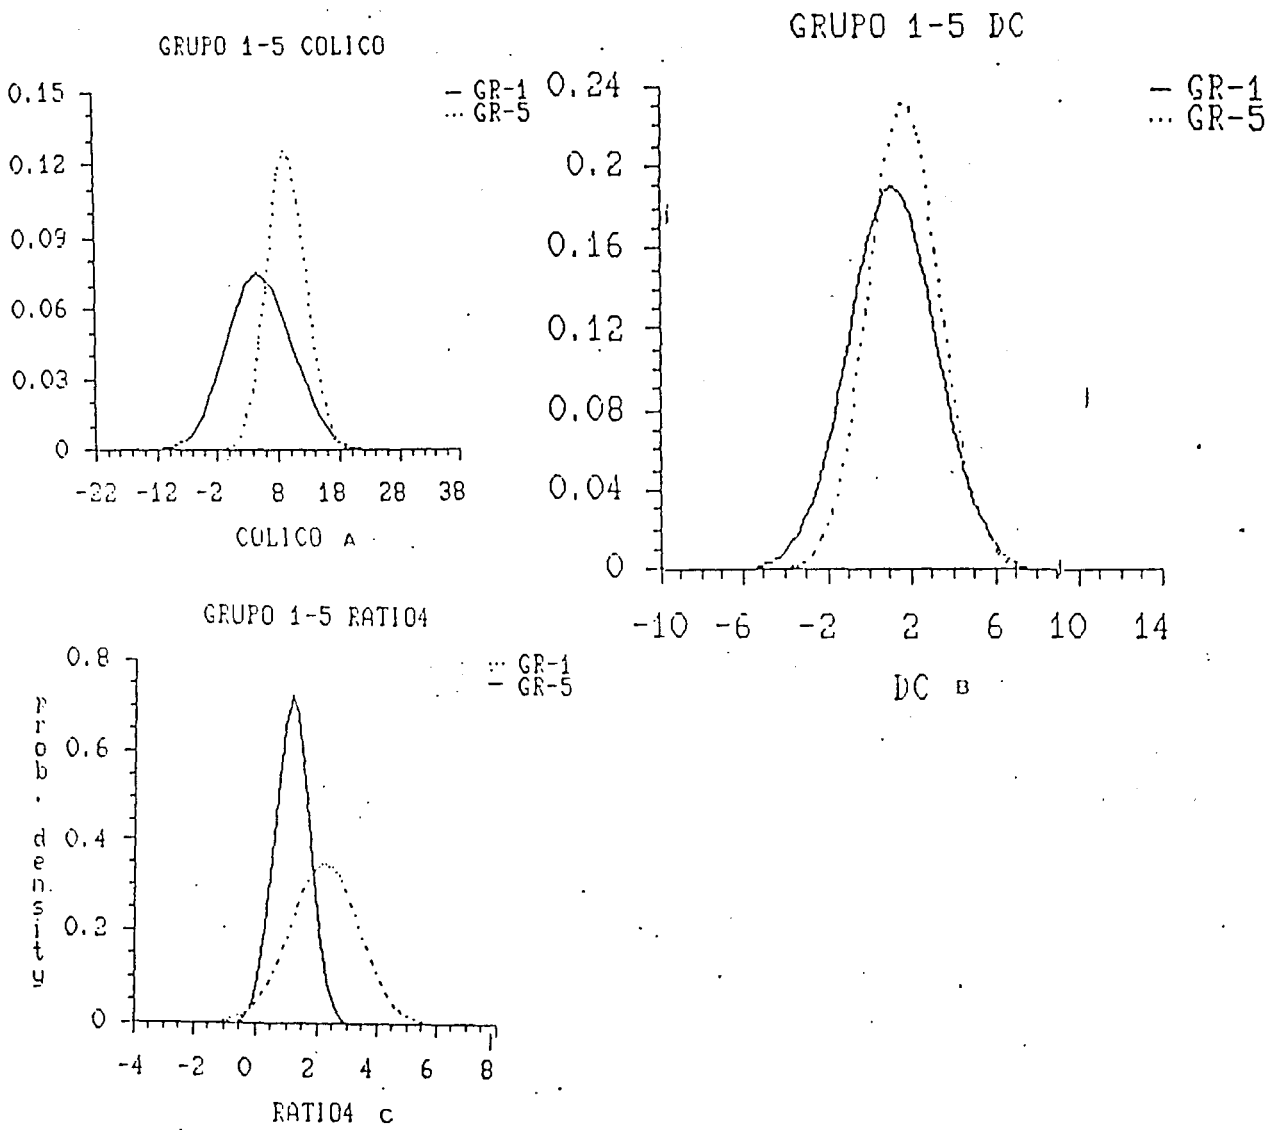 GRUPO 1-5 COLICO
— GR-1
... GR-5
0.15
0.12
0.09
0.06
0.03
0
-22 -12 -2 8 18 28 38
COLICO A
GRUPO 1-5 DC
— GR-1
... GR-5
0.24
0.2
0.16
0.12
0.08
0.04
0
-10 -6 -2 2 6 10 14
DC B
GRUPO 1-5 RATIO4
... GR-1
— GR-5
prob. density
0.8
0.6
0.4
0.2
0
-4 -2 0 2 4 6 8
RATIO4 C